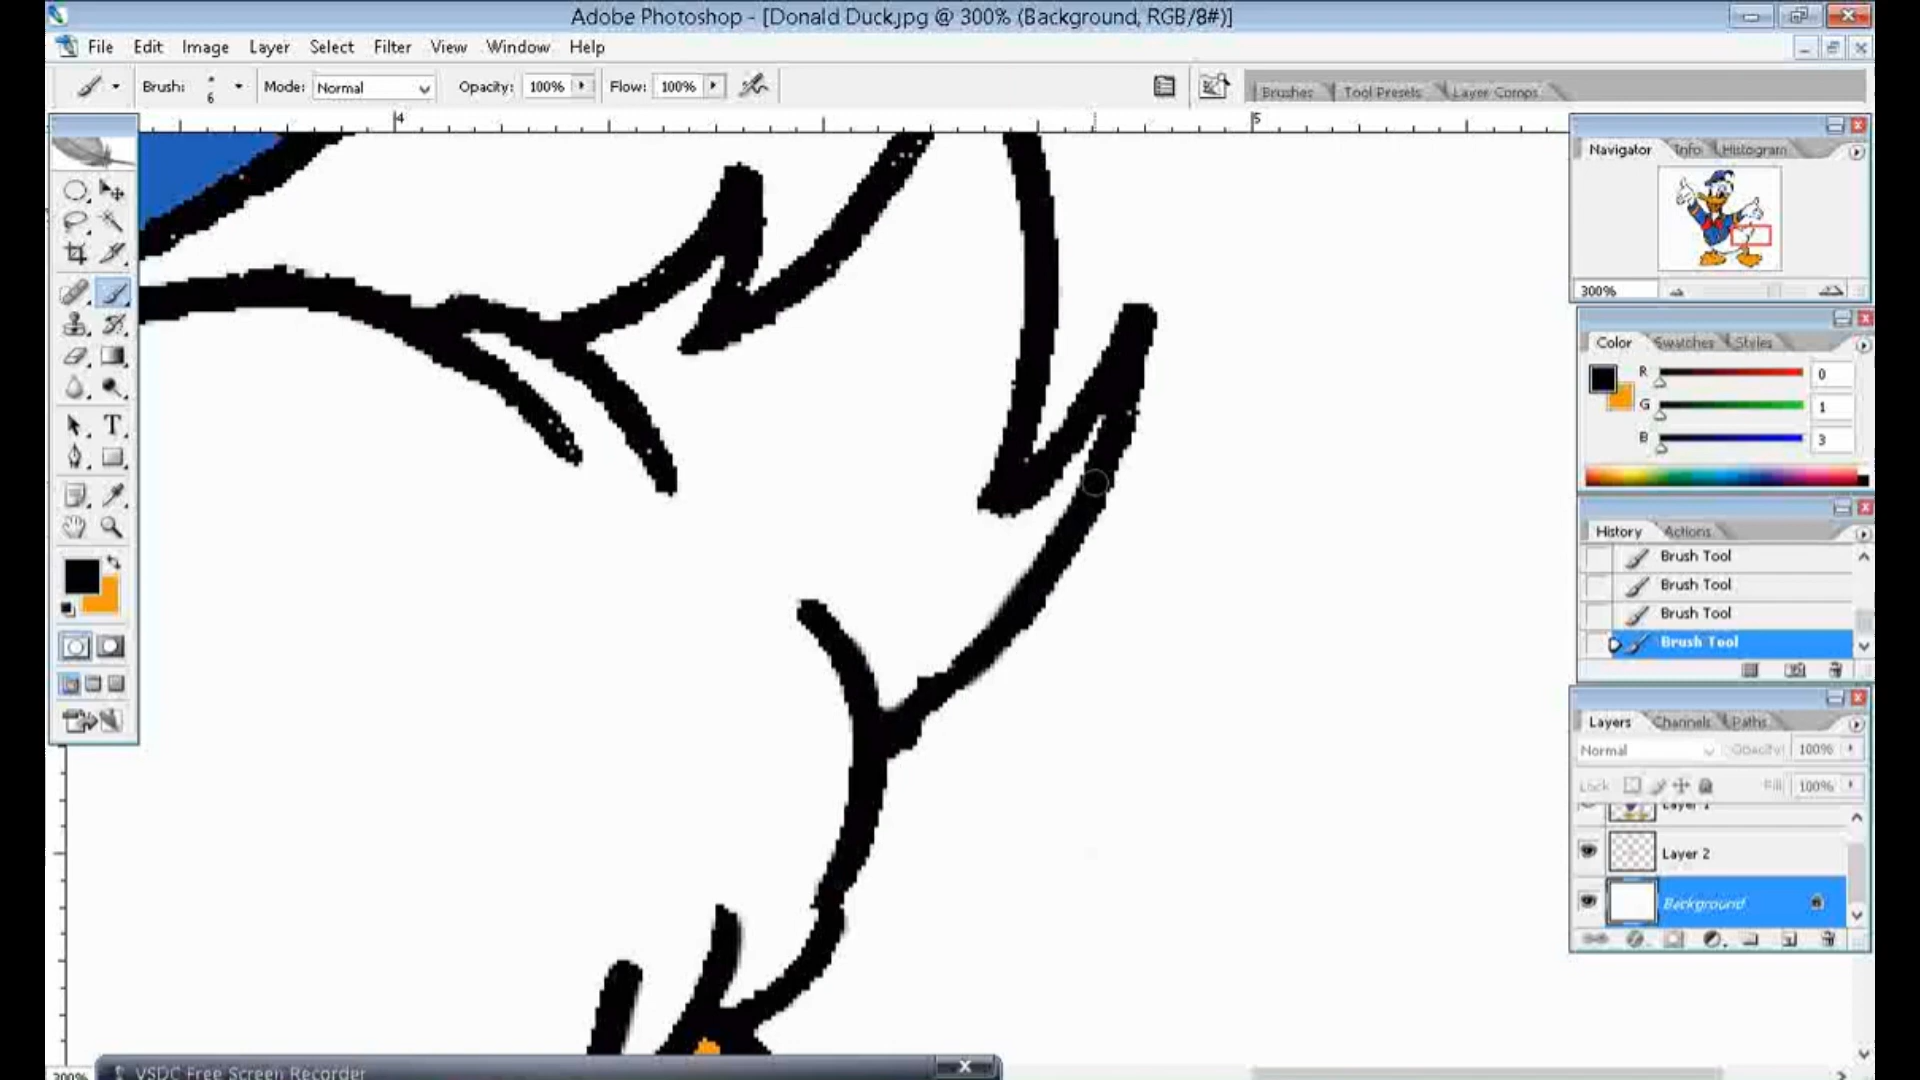 Adobe Photoshop - [Donald Duck.jpg @ 300% (Background, RGB/8#)]
File Edit Image Layer Select Filter View Window Help
Brush: 6 Mode: Normal Opacity: 100% Flow: 100%
Brushes Tool Presets Layer Comps
4 5
Navigator Info Histogram
300%
Color Swatches Styles
R 0
G 1
B 3
T
History Actions
Brush Tool
Brush Tool
Brush Tool
Brush Tool
Layers Channels Paths
Normal Opacity: 100%
Lock: Fill: 100%
Layer 1
Layer 2
Background
300%
VSDC Free Screen Recorder